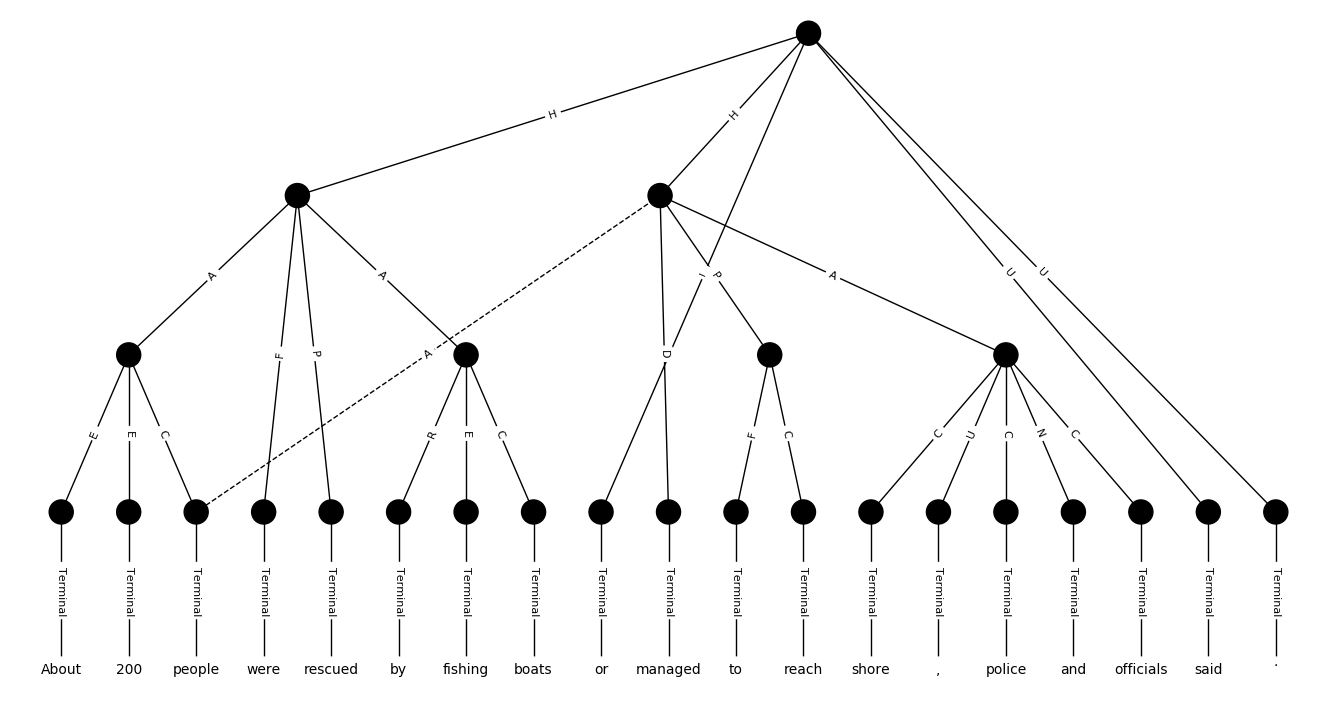 H
H
A
A
I
P
A
U
U
F
P
A
D
E
E
C
R
E
C
F
C
C
U
C
N
C
Terminal Terminal Terminal Terminal Terminal Terminal Terminal Terminal Terminal Terminal Terminal Terminal Terminal Terminal Terminal Terminal Terminal Terminal Terminal
About 200 people were rescued by fishing boats or managed to reach shore , police and officials said .